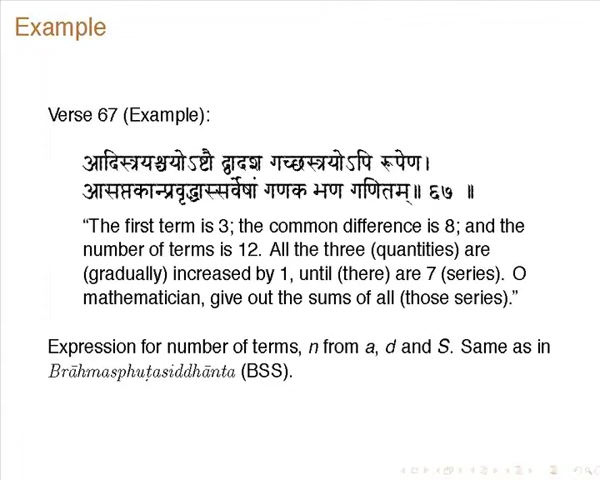 Example
Verse 67 (Example):
आदिस्त्रयश्चयोऽष्टौ द्वादश गच्छस्त्रयोऽपि रूपेण।
आसप्तकात्प्रवृद्धास्सर्वेषां गणक भण गणितम्॥ ६७ ॥
“The first term is 3; the common difference is 8; and the
number of terms is 12. All the three (quantities) are
(gradually) increased by 1, until (there) are 7 (series). O
mathematician, give out the sums of all (those series).”
Expression for number of terms, n from a, d and S. Same as in
Brāhmasphuṭasiddhānta (BSS).